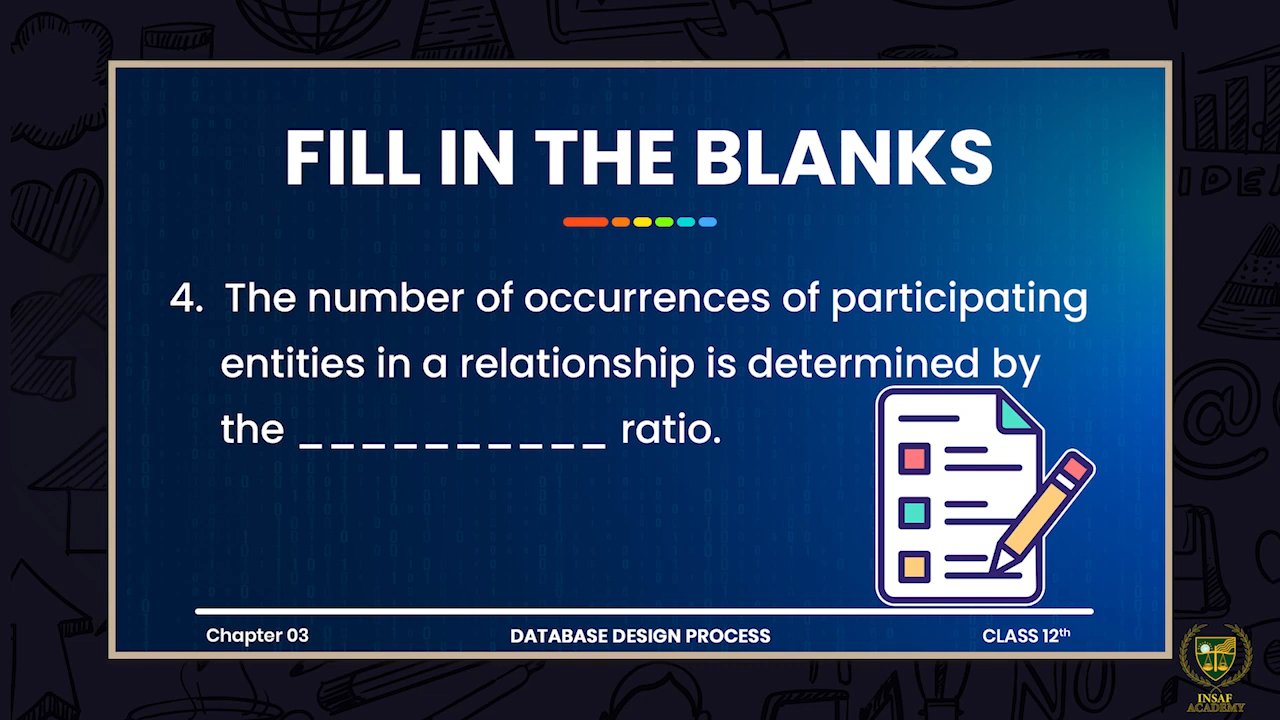 FILL IN THE BLANKS
4. The number of occurrences of participating
entities in a relationship is determined by
the _ _ _ _ _ _ _ _ _ _ ratio.
Chapter 03
DATABASE DESIGN PROCESS
CLASS 12th
IDEA
INSAF
ACADEMY